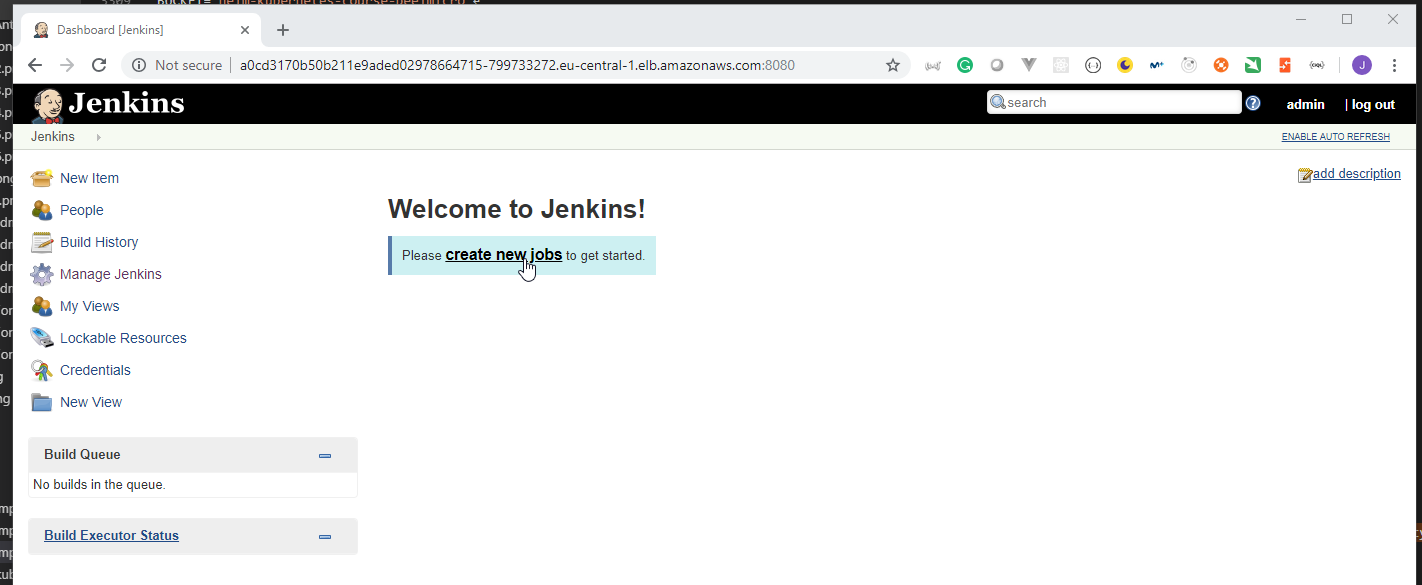 Dashboard [Jenkins]
Not secure a0cd3170b50b211e9aded02978664715-799733272.eu-central-1.elb.amazonaws.com:8080
J
Jenkins
search
admin | log out
Jenkins
ENABLE AUTO REFRESH
add description
New Item
People
Build History
Manage Jenkins
My Views
Lockable Resources
Credentials
New View
Welcome to Jenkins!
Please create new jobs to get started.
Build Queue
No builds in the queue.
Build Executor Status